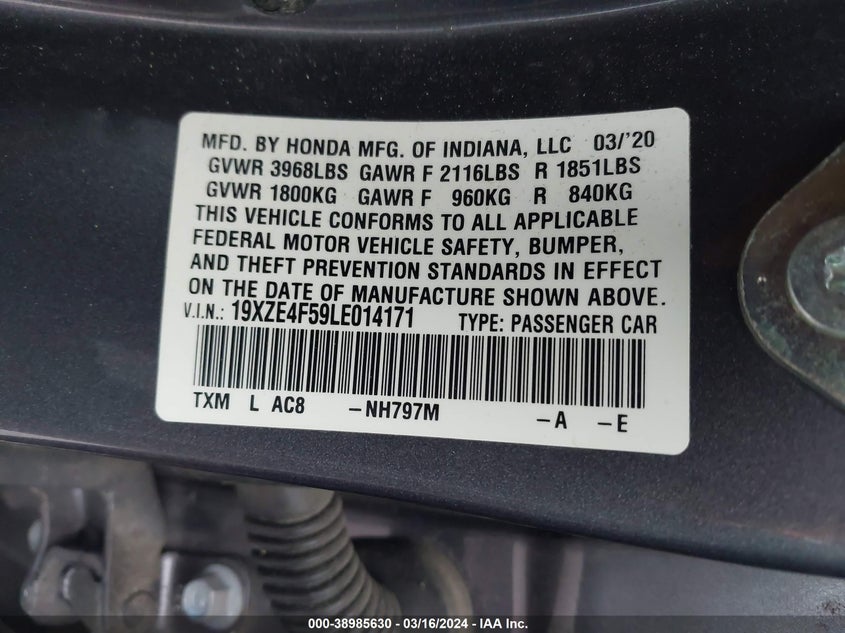 MFD. BY HONDA MFG. OF INDIANA, LLC 03/'20
GVWR 3968LBS GAWR F 2116LBS R 1851LBS
GVWR 1800KG GAWR F 960KG R 840KG
THIS VEHICLE CONFORMS TO ALL APPLICABLE
FEDERAL MOTOR VEHICLE SAFETY, BUMPER,
AND THEFT PREVENTION STANDARDS IN EFFECT
ON THE DATE OF MANUFACTURE SHOWN ABOVE.
V.I.N.: 19XZE4F59LE014171 TYPE: PASSENGER CAR
TXM L AC8 -NH797M -A -E
000-38985630 - 03/16/2024 - IAA Inc.